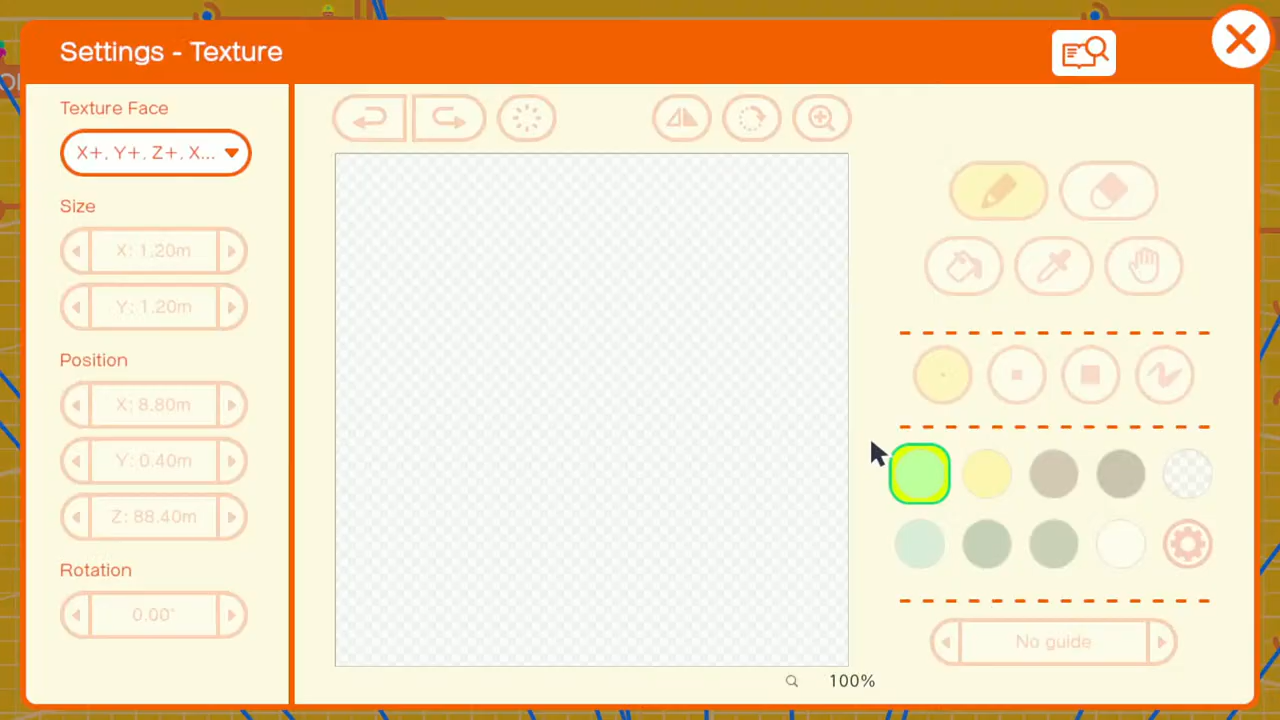 Settings - Texture
Texture Face
X+, Y+, Z+, X...
Size
X: 1.20m
Y: 1.20m
Position
X: 8.80m
Y: 0.40m
Z: 88.40m
Rotation
0.00°
No guide
100%